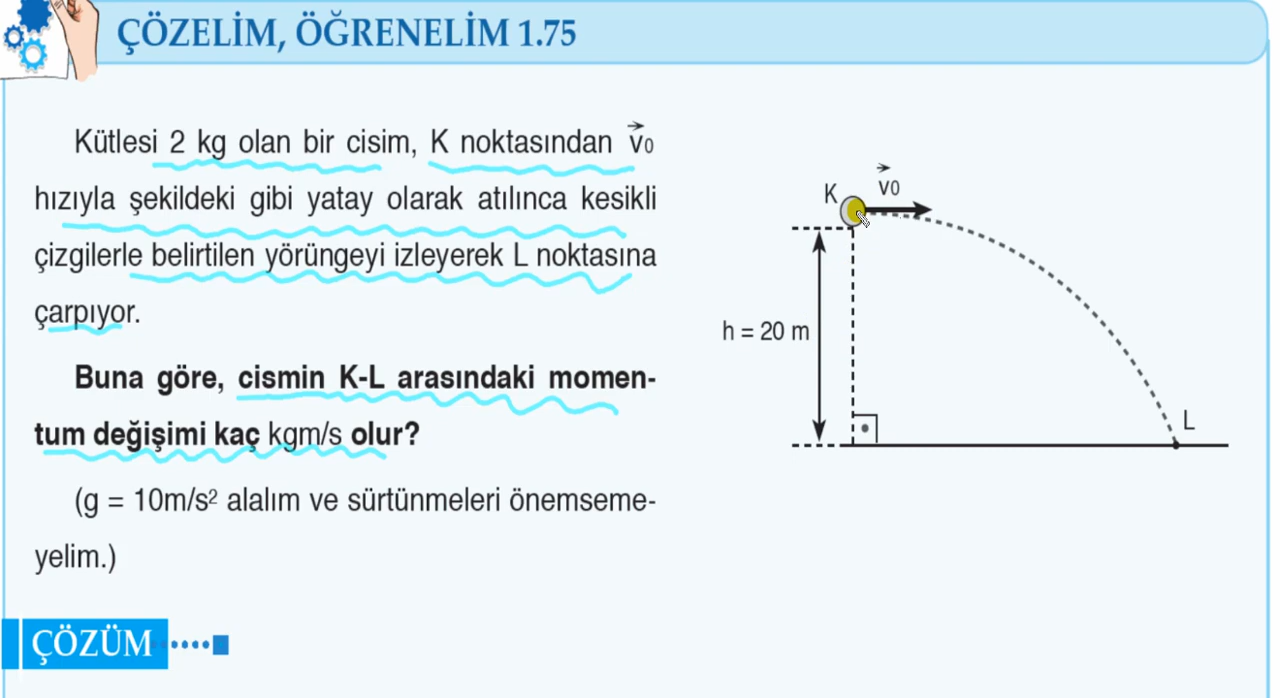 ÇÖZELİM, ÖĞRENELİM 1.75
Kütlesi 2 kg olan bir cisim, K noktasından v⃗0
hızıyla şekildeki gibi yatay olarak atılınca kesikli
çizgilerle belirtilen yörüngeyi izleyerek L noktasına
çarpıyor.
Buna göre, cismin K-L arasındaki momen-
tum değişimi kaç kgm/s olur?
(g = 10m/s² alalım ve sürtünmeleri önemseme-
yelim.)
K v⃗0
h = 20 m
L
ÇÖZÜM